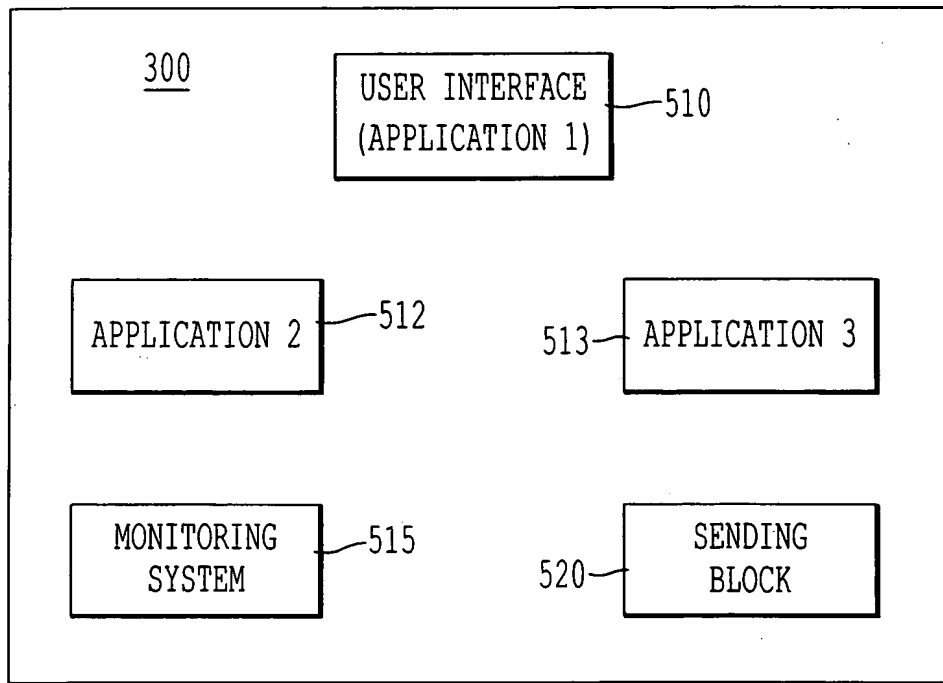 300
USER INTERFACE
(APPLICATION 1)
510
APPLICATION 2
512
513
APPLICATION 3
MONITORING
SYSTEM
515
520
SENDING
BLOCK